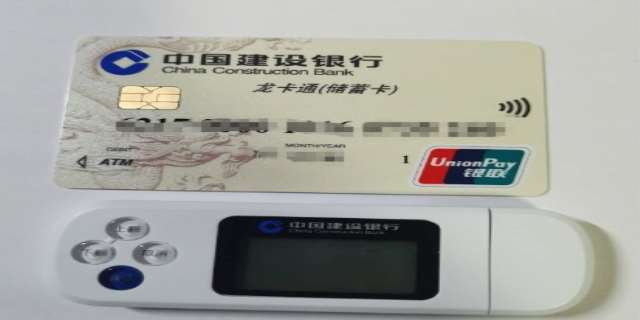 中国建设银行
China Construction Bank
龙卡通(储蓄卡)
DEBIT
MONTH/YEAR
ATM
1
UnionPay
银联
中国建设银行
China Construction Bank